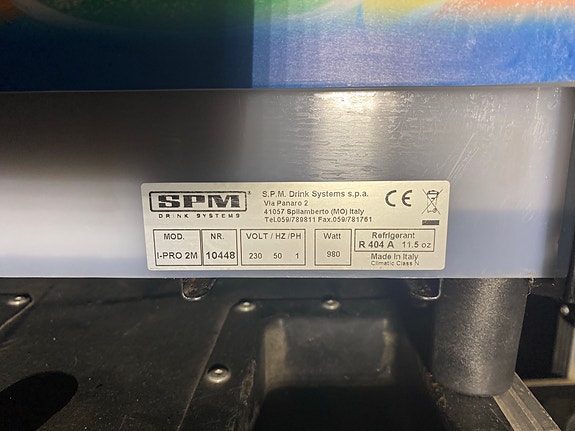 SPM®
DRINK SYSTEMS
S.P.M. Drink Systems s.p.a.
Via Panaro 2
41057 Spilamberto (MO) Italy
Tel.059/789811 Fax.059/781761
CE
MOD.
I-PRO 2M
NR.
10448
VOLT / HZ /PH
230 50 1
Watt
980
Refrigerant
R 404 A 11.5 oz
Made in Italy
Climatic Class N